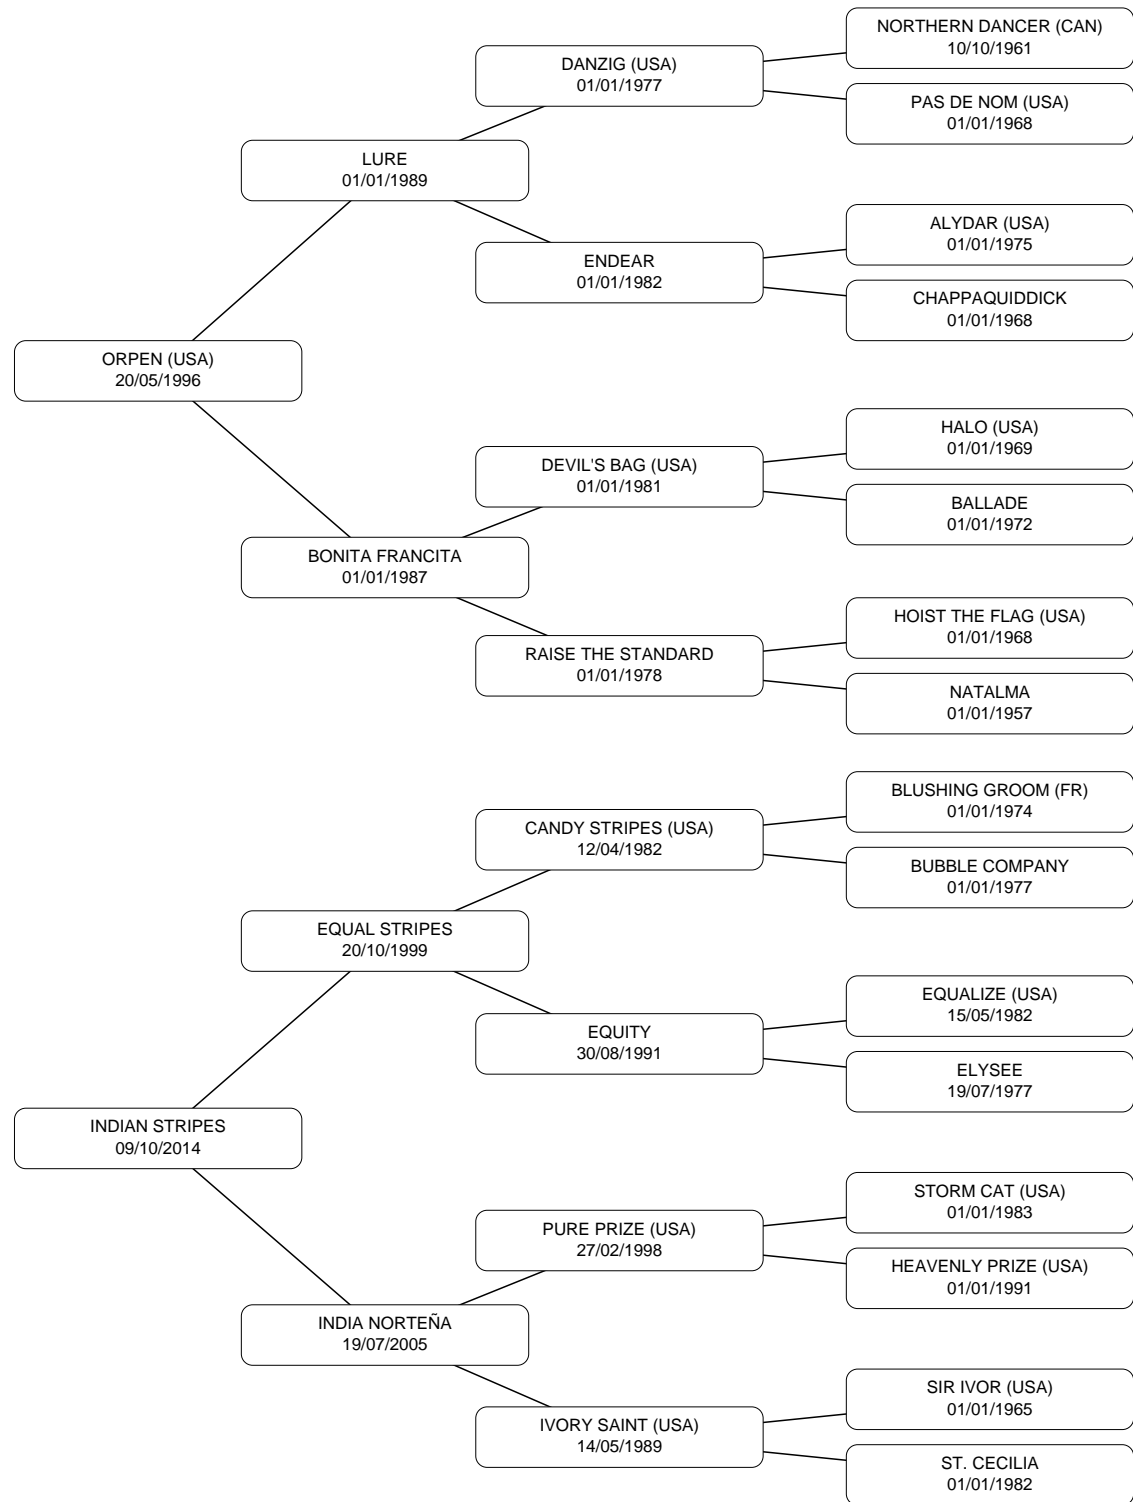 NORTHERN DANCER (CAN)
10/10/1961
DANZIG (USA)
01/01/1977
PAS DE NOM (USA)
01/01/1968
LURE
01/01/1989
ALYDAR (USA)
01/01/1975
ENDEAR
01/01/1982
CHAPPAQUIDDICK
01/01/1968
ORPEN (USA)
20/05/1996
HALO (USA)
01/01/1969
DEVIL'S BAG (USA)
01/01/1981
BALLADE
01/01/1972
BONITA FRANCITA
01/01/1987
HOIST THE FLAG (USA)
01/01/1968
RAISE THE STANDARD
01/01/1978
NATALMA
01/01/1957
BLUSHING GROOM (FR)
01/01/1974
CANDY STRIPES (USA)
12/04/1982
BUBBLE COMPANY
01/01/1977
EQUAL STRIPES
20/10/1999
EQUALIZE (USA)
15/05/1982
EQUITY
30/08/1991
ELYSEE
19/07/1977
INDIAN STRIPES
09/10/2014
STORM CAT (USA)
01/01/1983
PURE PRIZE (USA)
27/02/1998
HEAVENLY PRIZE (USA)
01/01/1991
INDIA NORTEÑA
19/07/2005
SIR IVOR (USA)
01/01/1965
IVORY SAINT (USA)
14/05/1989
ST. CECILIA
01/01/1982